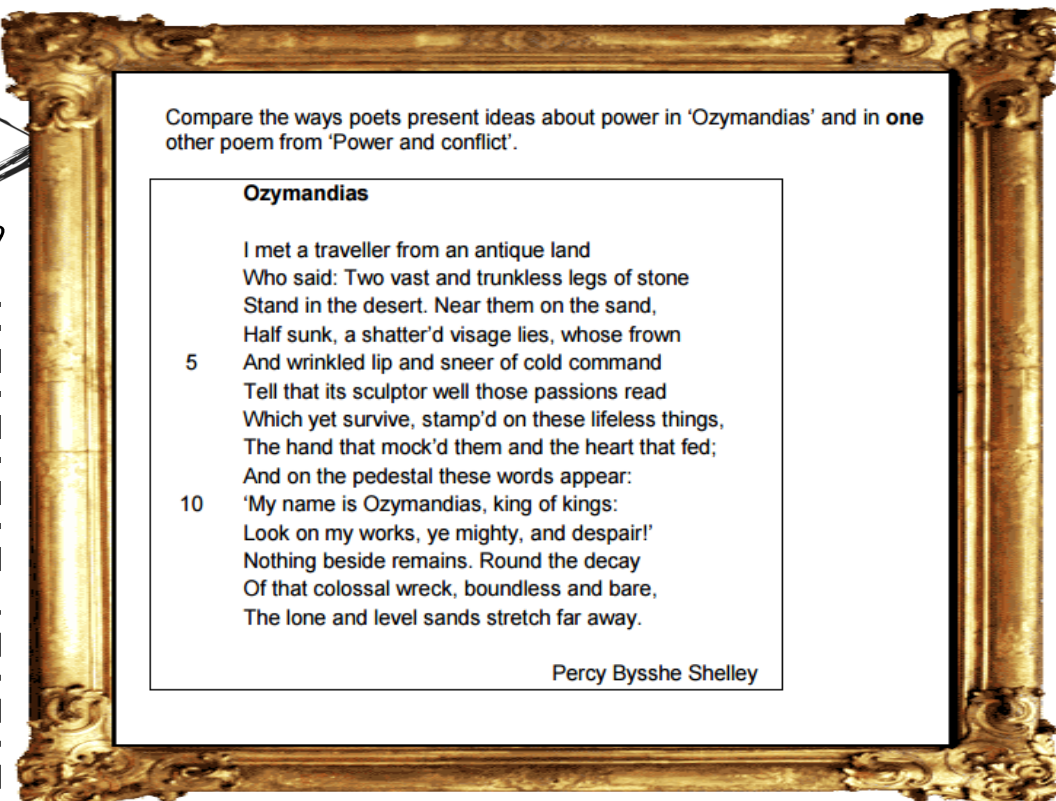 Compare the ways poets present ideas about power in ‘Ozymandias’ and in one
other poem from ‘Power and conflict’.
Ozymandias
I met a traveller from an antique land
Who said: Two vast and trunkless legs of stone
Stand in the desert. Near them on the sand,
Half sunk, a shatter’d visage lies, whose frown
5 And wrinkled lip and sneer of cold command
Tell that its sculptor well those passions read
Which yet survive, stamp’d on these lifeless things,
The hand that mock’d them and the heart that fed;
And on the pedestal these words appear:
10 ‘My name is Ozymandias, king of kings:
Look on my works, ye mighty, and despair!’
Nothing beside remains. Round the decay
Of that colossal wreck, boundless and bare,
The lone and level sands stretch far away.
Percy Bysshe Shelley